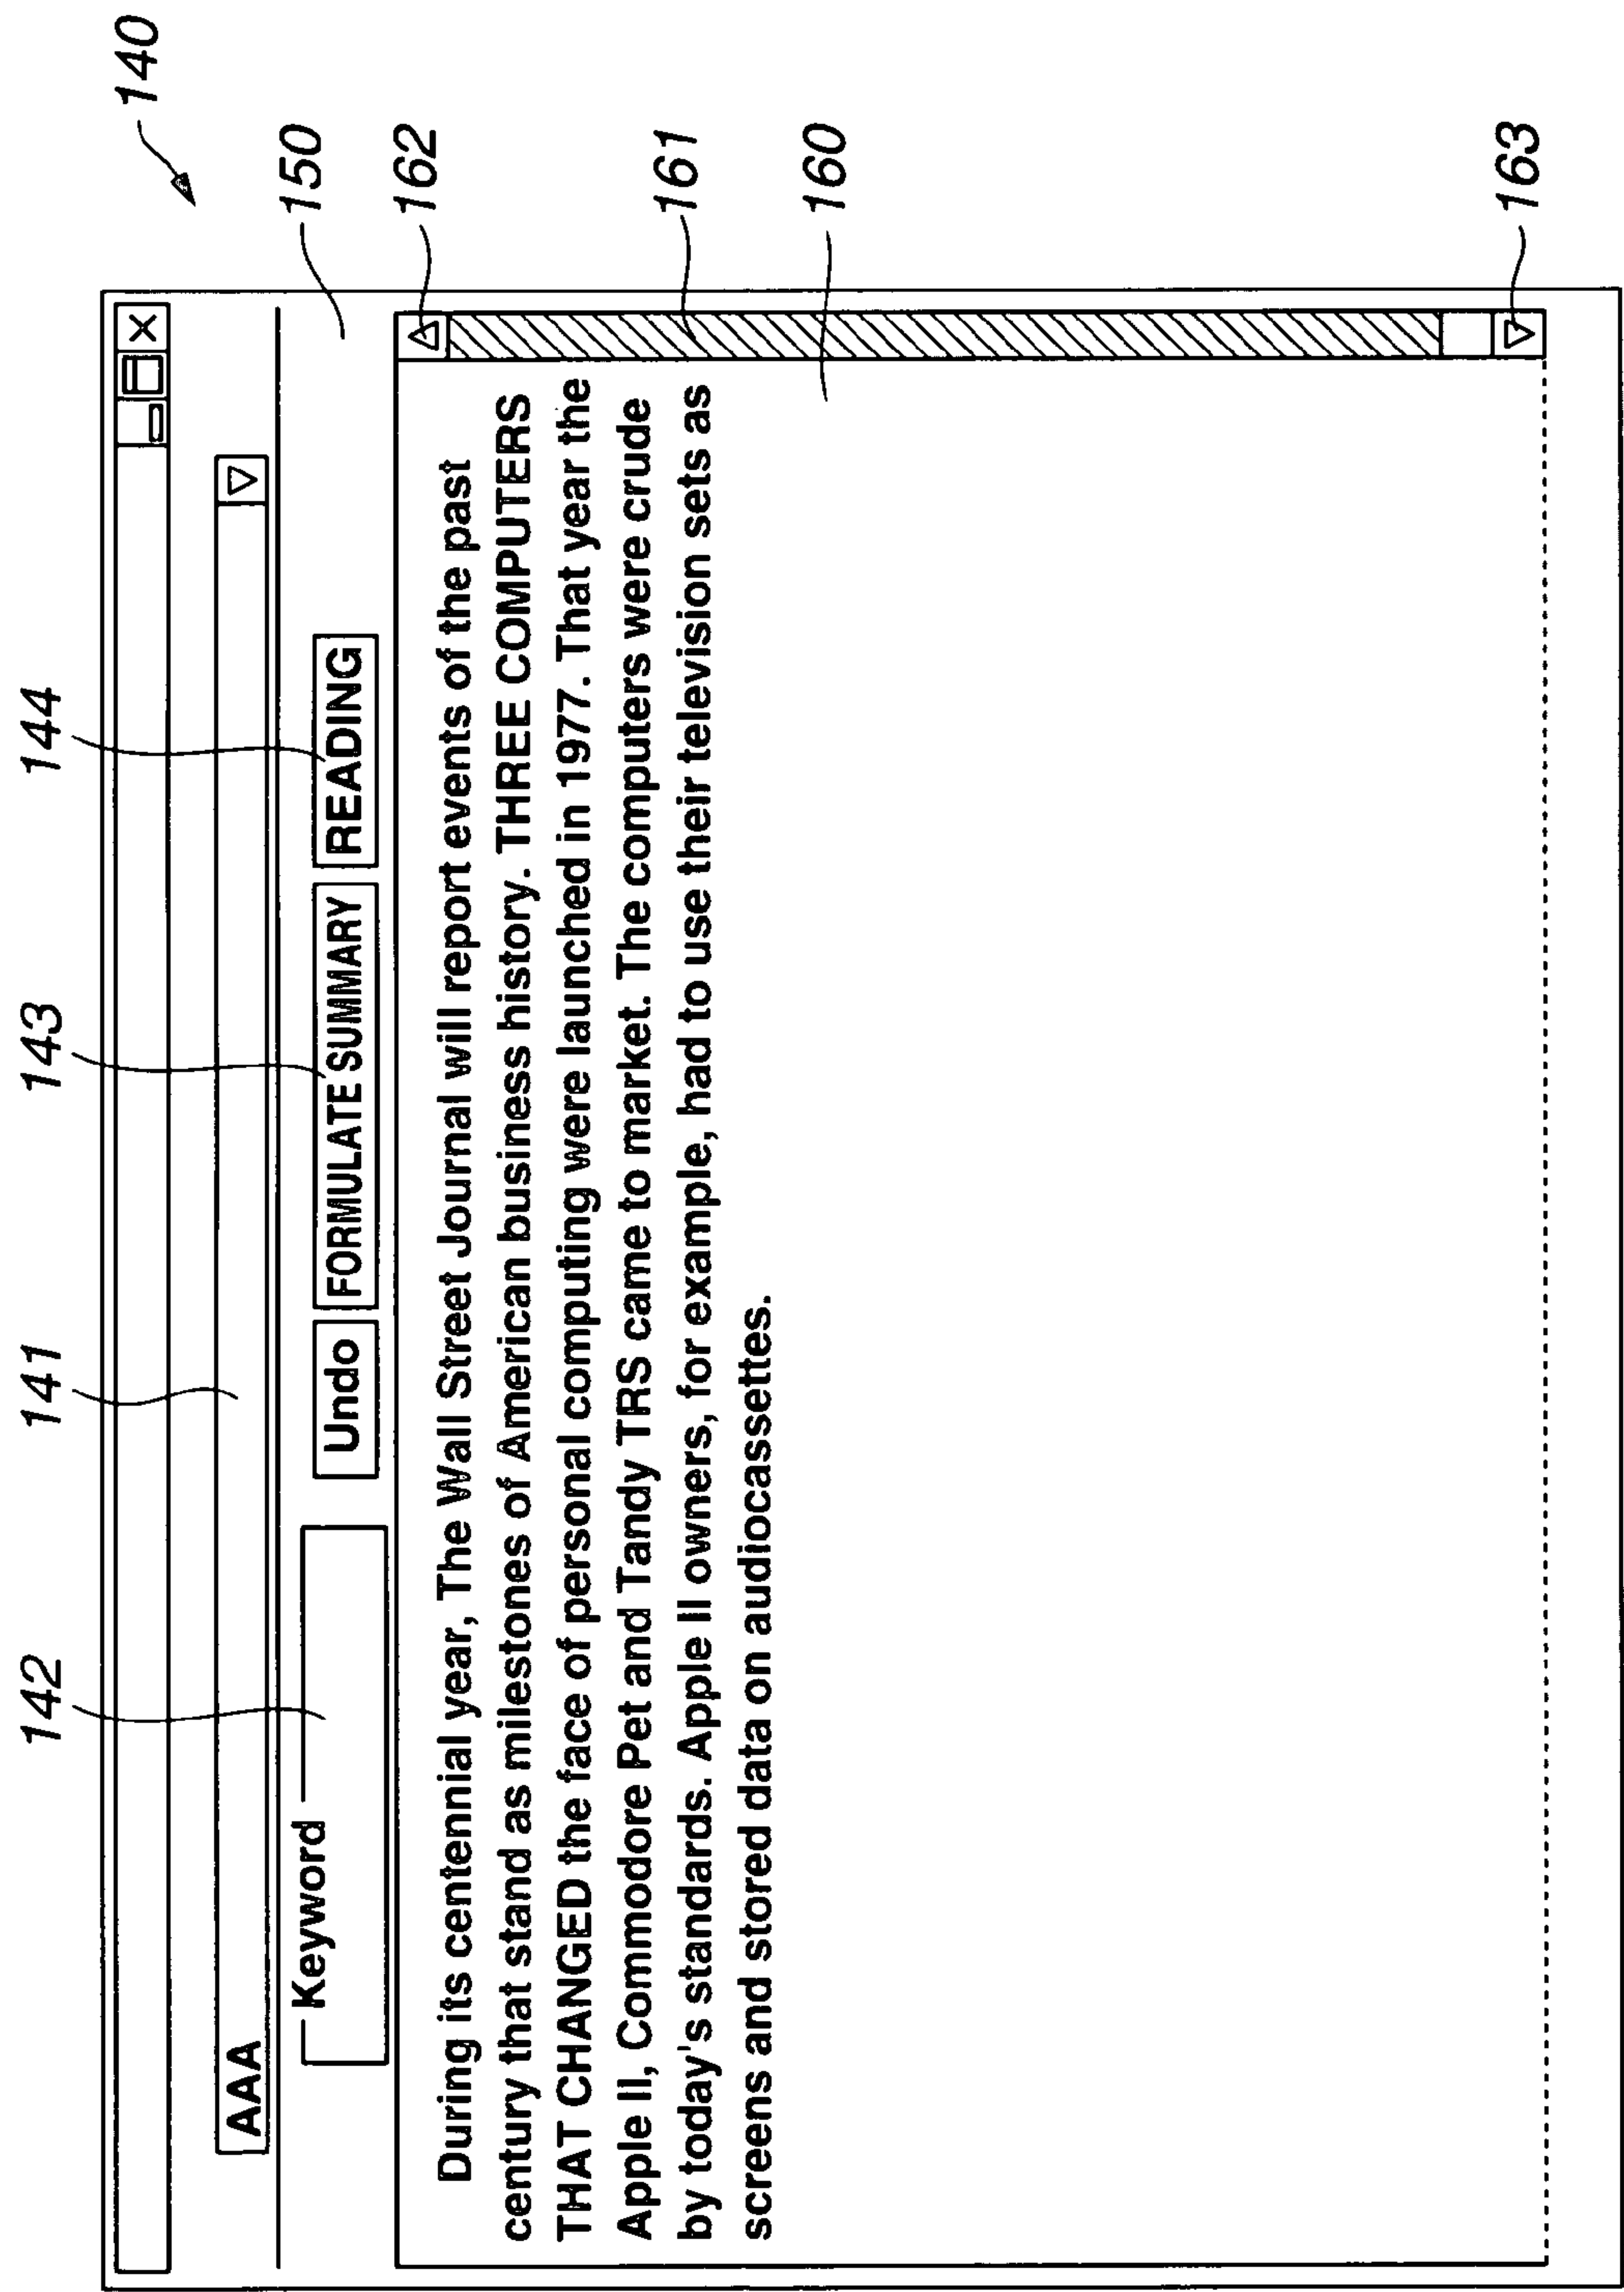 140
142
141
143
144
AAA
150
Keyword
Undo
FORMULATE SUMMARY
READING
162
During its centennial year, The Wall Street Journal will report events of the past
century that stand as milestones of American business history. THREE COMPUTERS
THAT CHANGED the face of personal computing were launched in 1977. That year the
Apple II, Commodore Pet and Tandy TRS came to market. The computers were crude
by today's standards. Apple II owners, for example, had to use their television sets as
screens and stored data on audiocassettes.
161
160
163